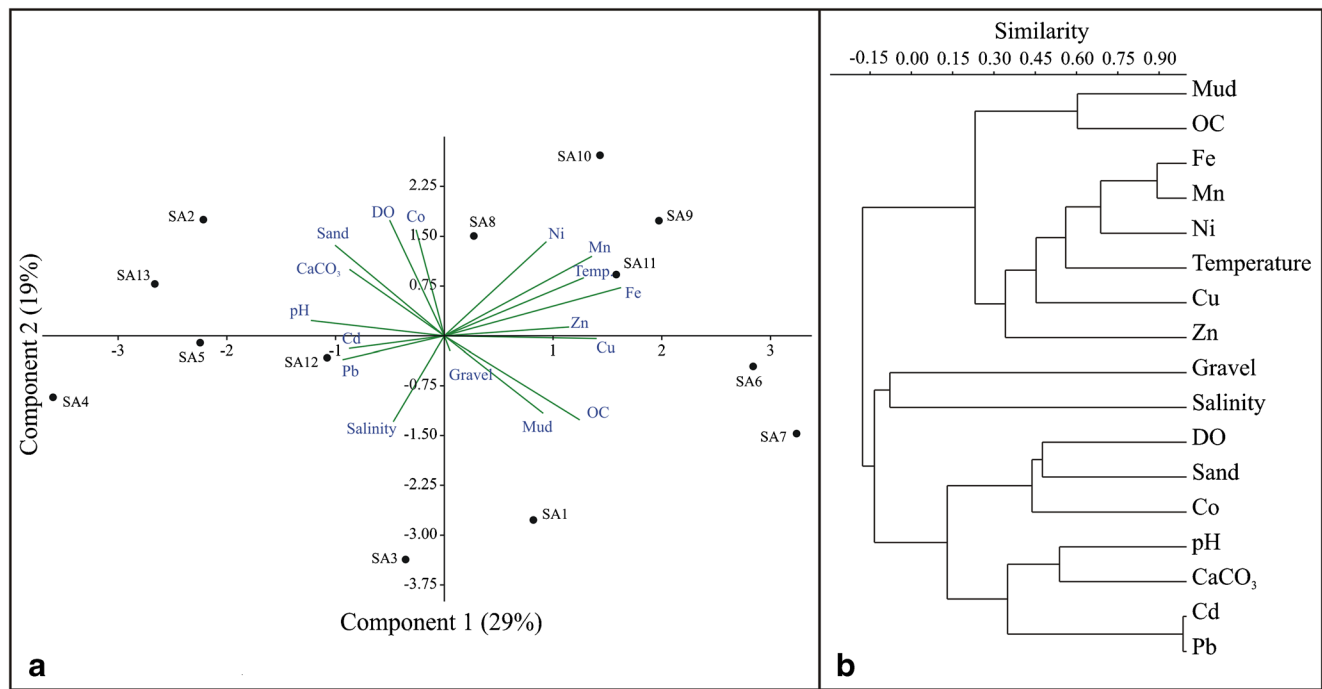 SA10
2.25
SA2
DO
Co
SA8
SA9
1.50
Sand
Ni
Mn
CaCO₃
SA11
Temp.
SA13
0.75
Fe
pH
Zn
Cd
Cu
-3
-2
-1
1
2
3
SA5
SA12
Pb
Gravel
-0.75
SA6
SA4
OC
Salinity
-1.50
Mud
SA7
-2.25
SA1
-3.00
SA3
-3.75
Component 2 (19%)
Component 1 (29%)
a
Similarity
-0.15 0.00 0.15 0.30 0.45 0.60 0.75 0.90
Mud
OC
Fe
Mn
Ni
Temperature
Cu
Zn
Gravel
Salinity
DO
Sand
Co
pH
CaCO₃
Cd
Pb
b